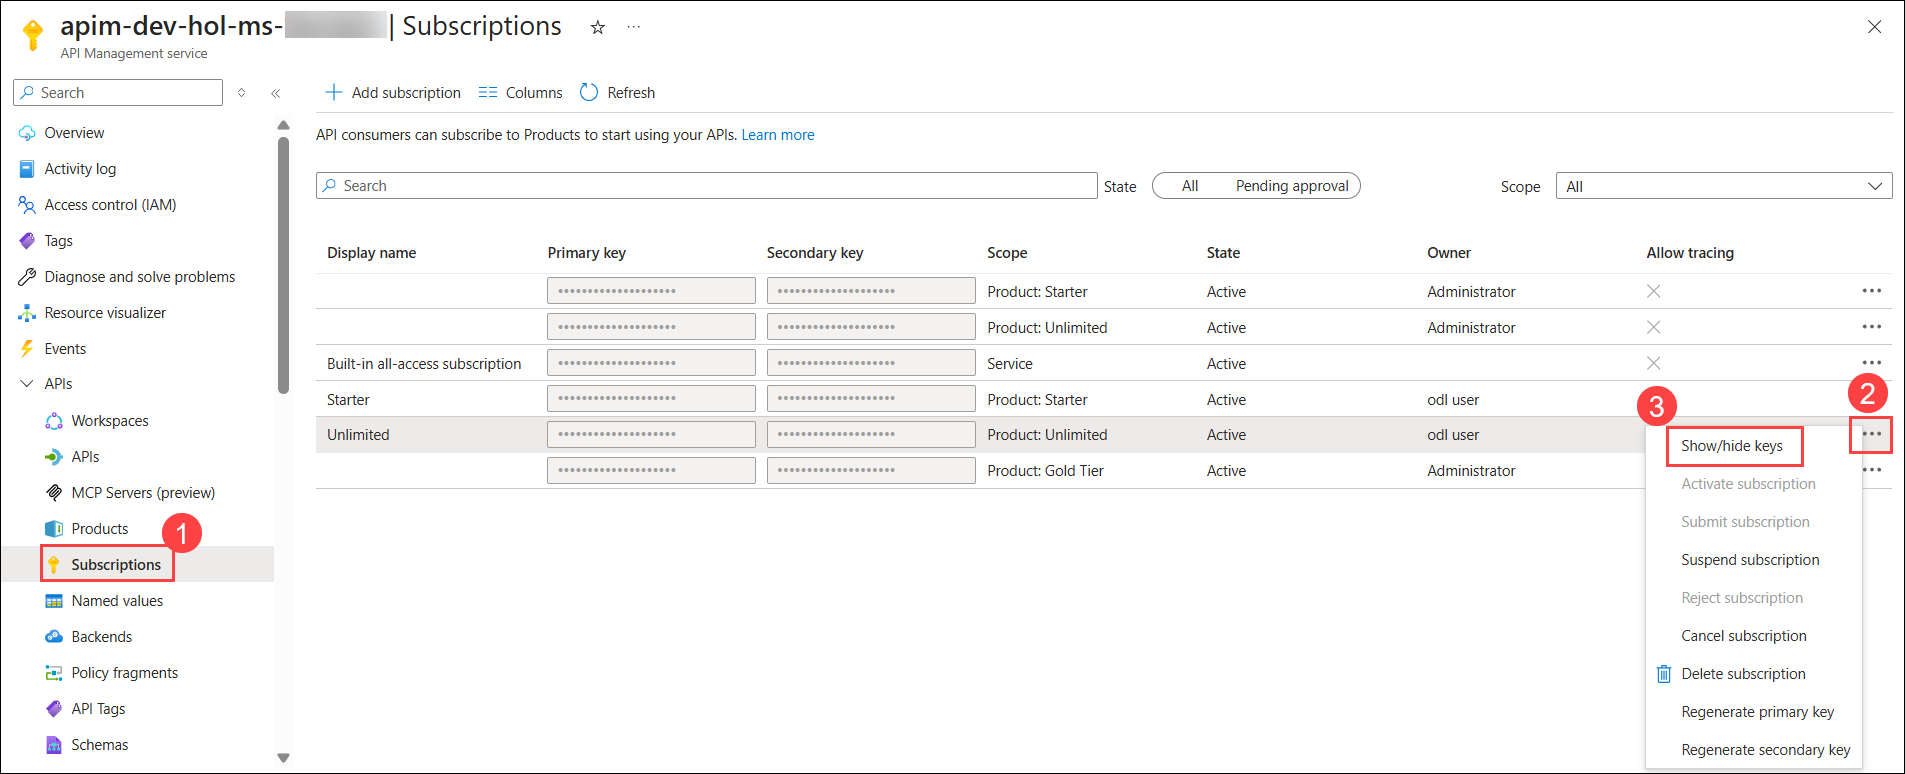 apim-dev-hol-ms- | Subscriptions
API Management service
Search
Add subscription Columns Refresh
API consumers can subscribe to Products to start using your APIs. Learn more
Search State All Pending approval Scope All
Overview
Activity log
Access control (IAM)
Tags
Diagnose and solve problems
Resource visualizer
Events
APIs
Workspaces
APIs
MCP Servers (preview)
Products
1
Subscriptions
Named values
Backends
Policy fragments
API Tags
Schemas
Display name Primary key Secondary key Scope State Owner Allow tracing
Product: Starter Active Administrator
Product: Unlimited Active Administrator
Built-in all-access subscription Service Active
Starter Product: Starter Active odl user
Unlimited Product: Unlimited Active odl user
Product: Gold Tier Active Administrator
2
3
Show/hide keys
Activate subscription
Submit subscription
Suspend subscription
Reject subscription
Cancel subscription
Delete subscription
Regenerate primary key
Regenerate secondary key